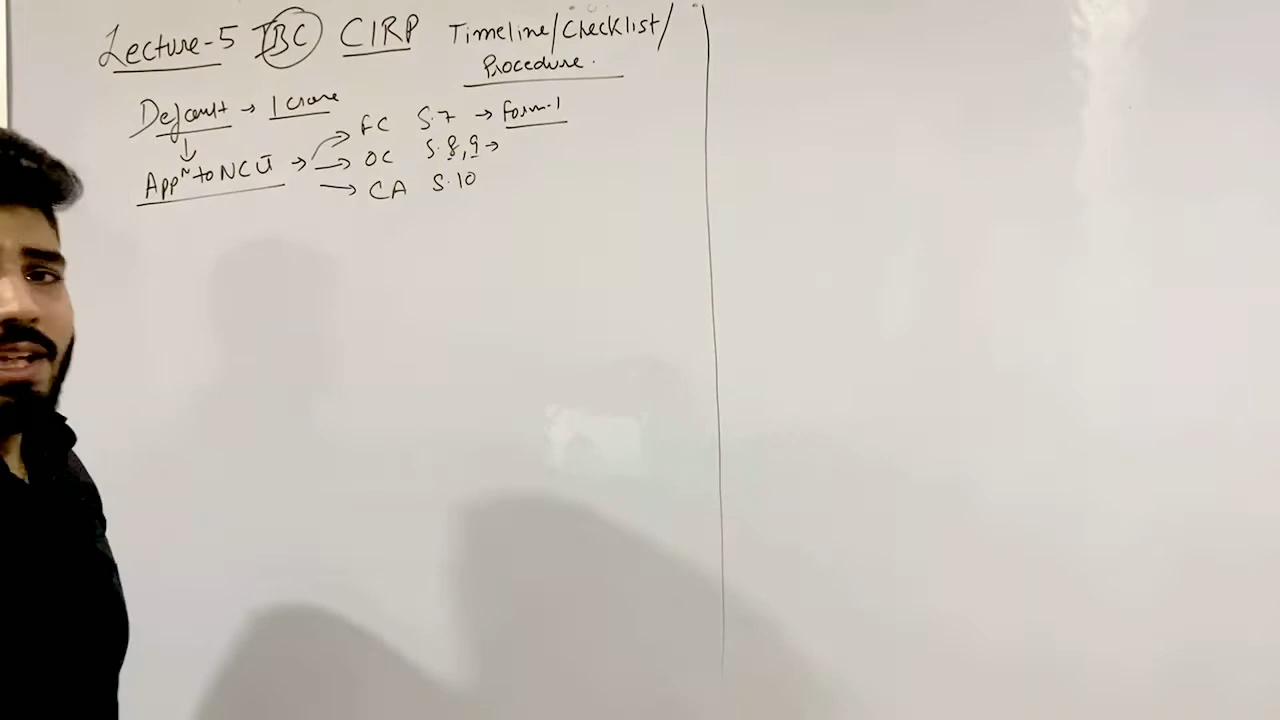 Lecture-5 IBC CIRP Timeline/Checklist/
Procedure.
Default → 1 crore
↓
Appⁿ to NCLT → FC S.7 → Form-1
→ OC S.8,9 →
→ CA S.10